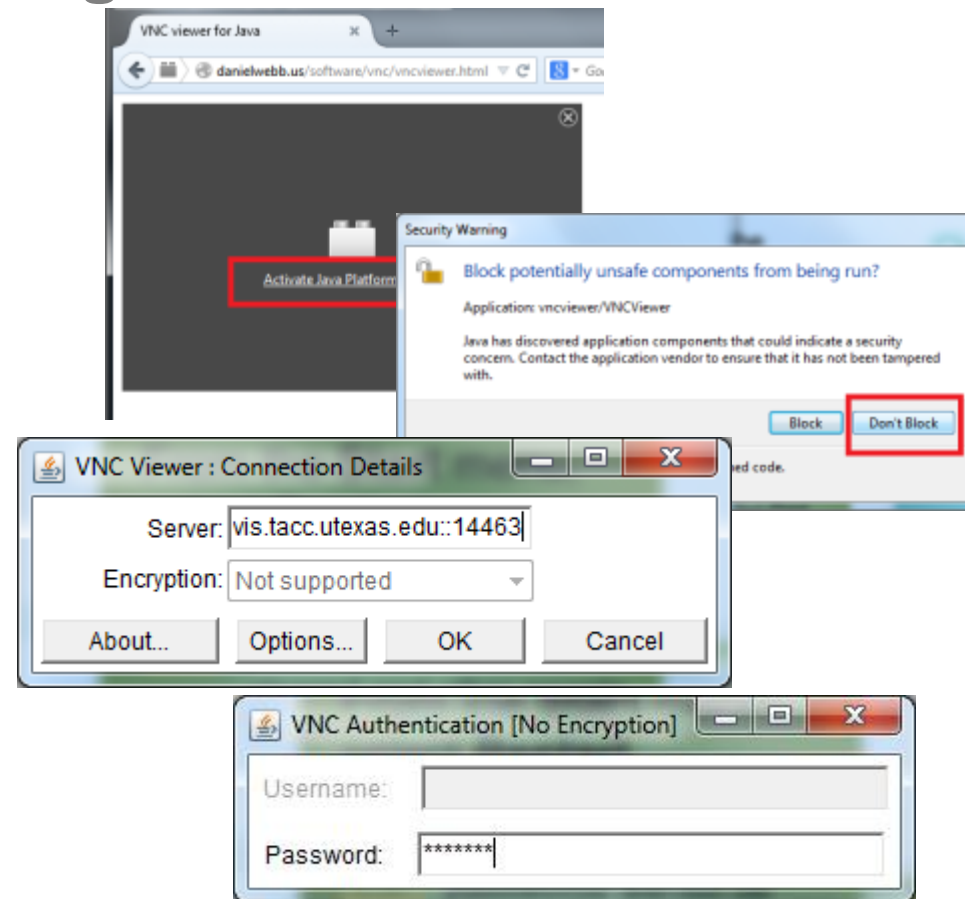 VNC viewer for Java
danielwebb.us/software/vnc/vncviewer.html
Activate Java Platform
Security Warning
Block potentially unsafe components from being run?
Application: vncviewer/VNCViewer
Java has discovered application components that could indicate a security
concern. Contact the application vendor to ensure that it has not been tampered
with.
Block Don't Block
code.
VNC Viewer : Connection Details
Server: vis.tacc.utexas.edu::14463
Encryption: Not supported
About... Options... OK Cancel
VNC Authentication [No Encryption]
Username:
Password: *******